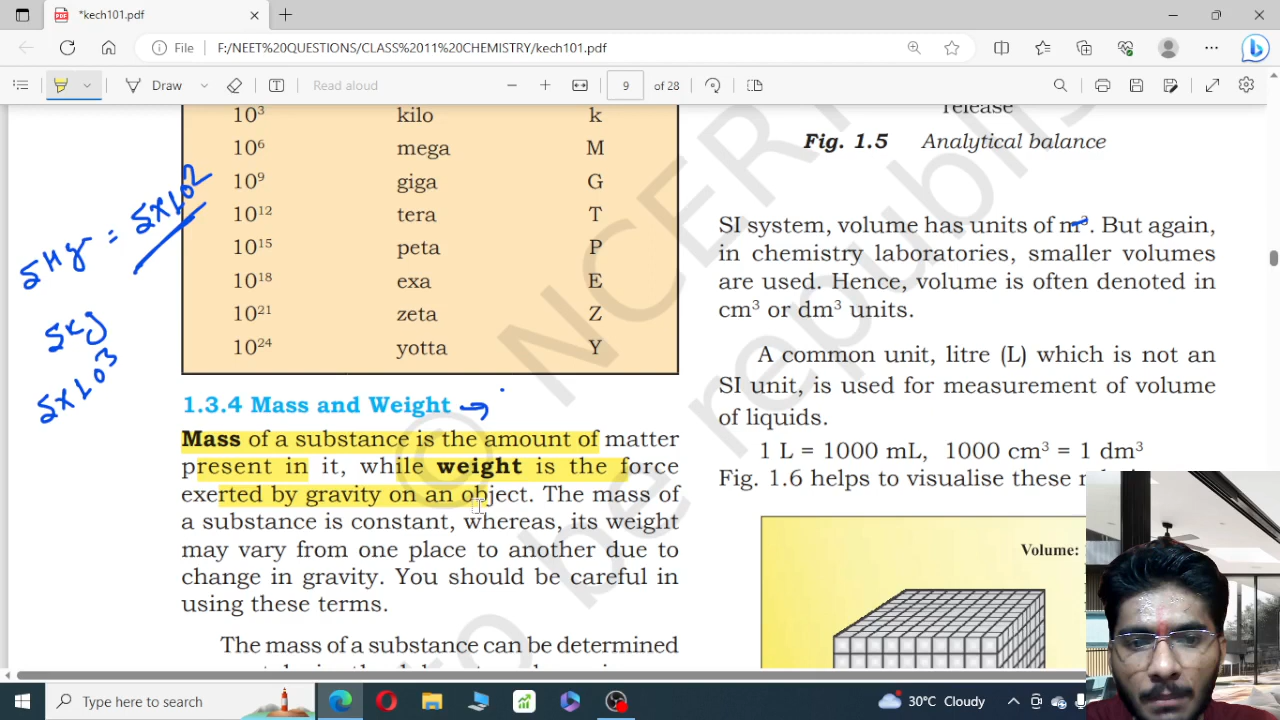 *kech101.pdf
File F:/NEET%20QUESTIONS/CLASS%2011%20CHEMISTRY/kech101.pdf
Draw
Read aloud
9 of 28
10³ kilo k
10⁶ mega M
10⁹ giga G
10¹² tera T
10¹⁵ peta P
10¹⁸ exa E
10²¹ zeta Z
10²⁴ yotta Y
5Hg = 5×10²
5kg
5×10³
1.3.4 Mass and Weight
Mass of a substance is the amount of matter
present in it, while weight is the force
exerted by gravity on an object. The mass of
a substance is constant, whereas, its weight
may vary from one place to another due to
change in gravity. You should be careful in
using these terms.
The mass of a substance can be determined
release
Fig. 1.5 Analytical balance
SI system, volume has units of m³. But again,
in chemistry laboratories, smaller volumes
are used. Hence, volume is often denoted in
cm³ or dm³ units.
A common unit, litre (L) which is not an
SI unit, is used for measurement of volume
of liquids.
1 L = 1000 mL, 1000 cm³ = 1 dm³
Fig. 1.6 helps to visualise these
Volume:
© NCERT
not to be republis
Type here to search
30°C Cloudy